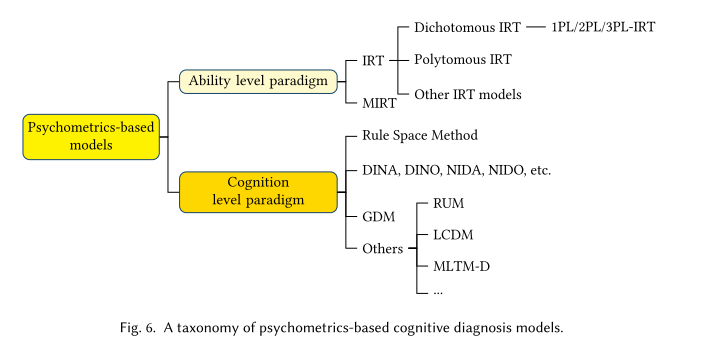 Dichotomous IRT
1PL/2PL/3PL-IRT
IRT
Polytomous IRT
Ability level paradigm
Other IRT models
MIRT
Psychometrics-based
models
Rule Space Method
DINA, DINO, NIDA, NIDO, etc.
Cognition
level paradigm
RUM
GDM
LCDM
Others
MLTM-D
...
Fig. 6. A taxonomy of psychometrics-based cognitive diagnosis models.